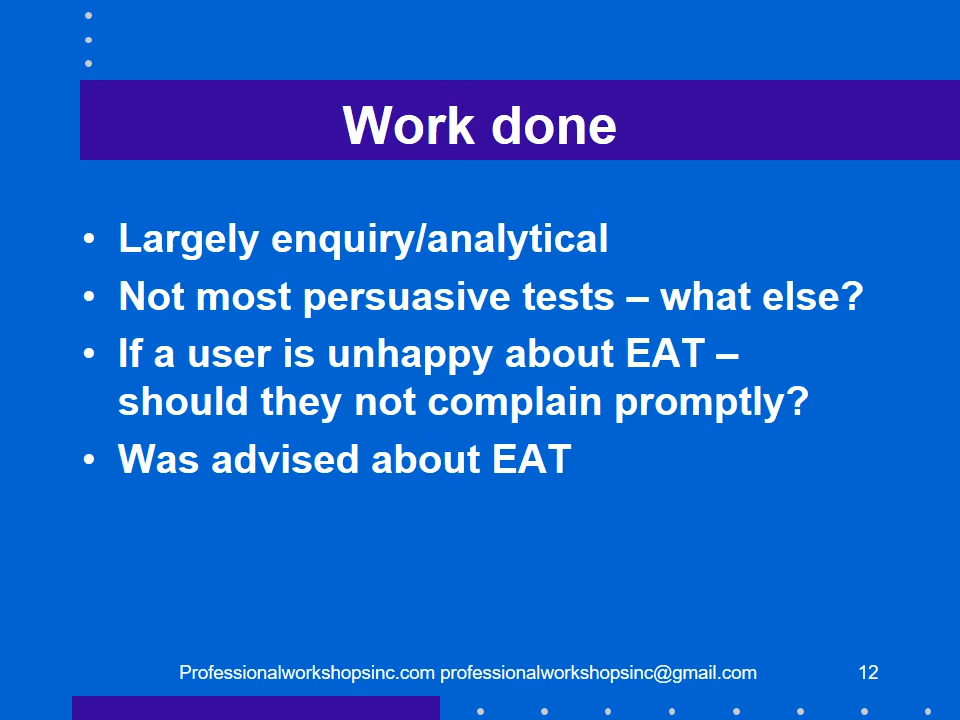 Work done
• Largely enquiry/analytical
• Not most persuasive tests – what else?
• If a user is unhappy about EAT –
should they not complain promptly?
• Was advised about EAT
Professionalworkshopsinc.com professionalworkshopsinc@gmail.com 12